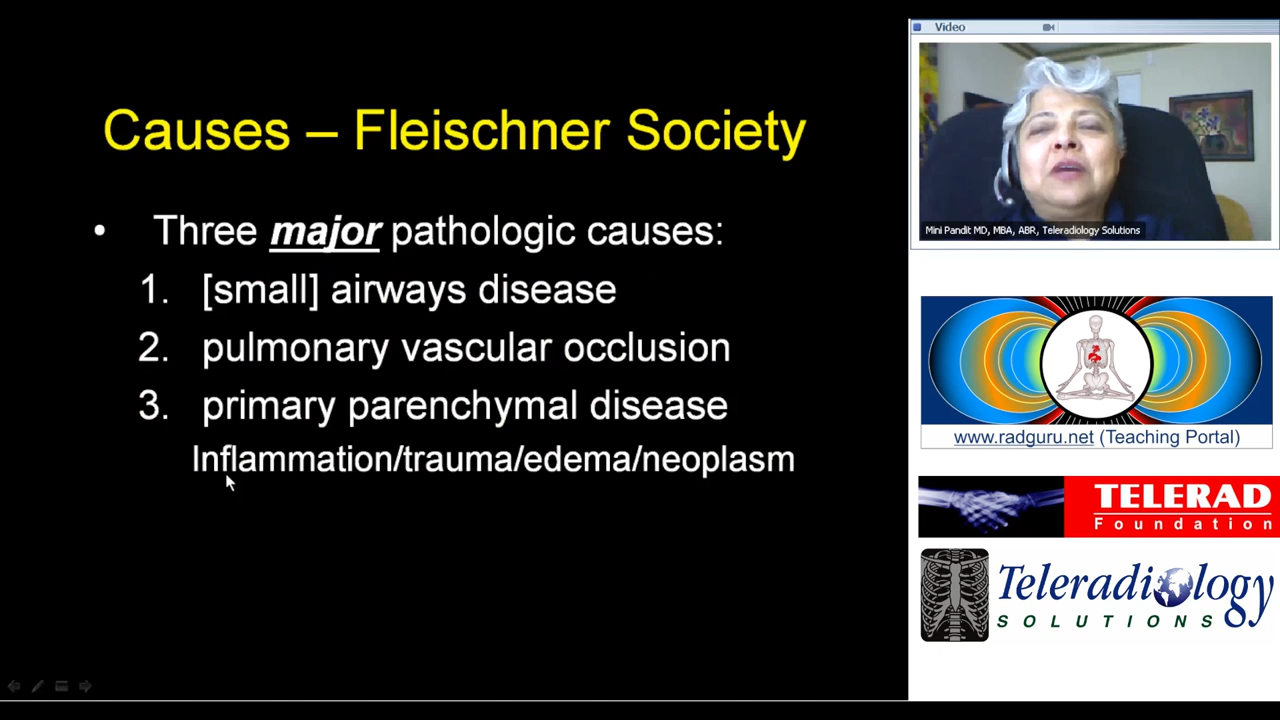 Causes – Fleischner Society
• Three major pathologic causes:
1. [small] airways disease
2. pulmonary vascular occlusion
3. primary parenchymal disease
Inflammation/trauma/edema/neoplasm
Video
Mini Pandit MD, MBA, ABR, Teleradiology Solutions
www.radguru.net (Teaching Portal)
TELERAD
Foundation
Teleradiology
SOLUTIONS